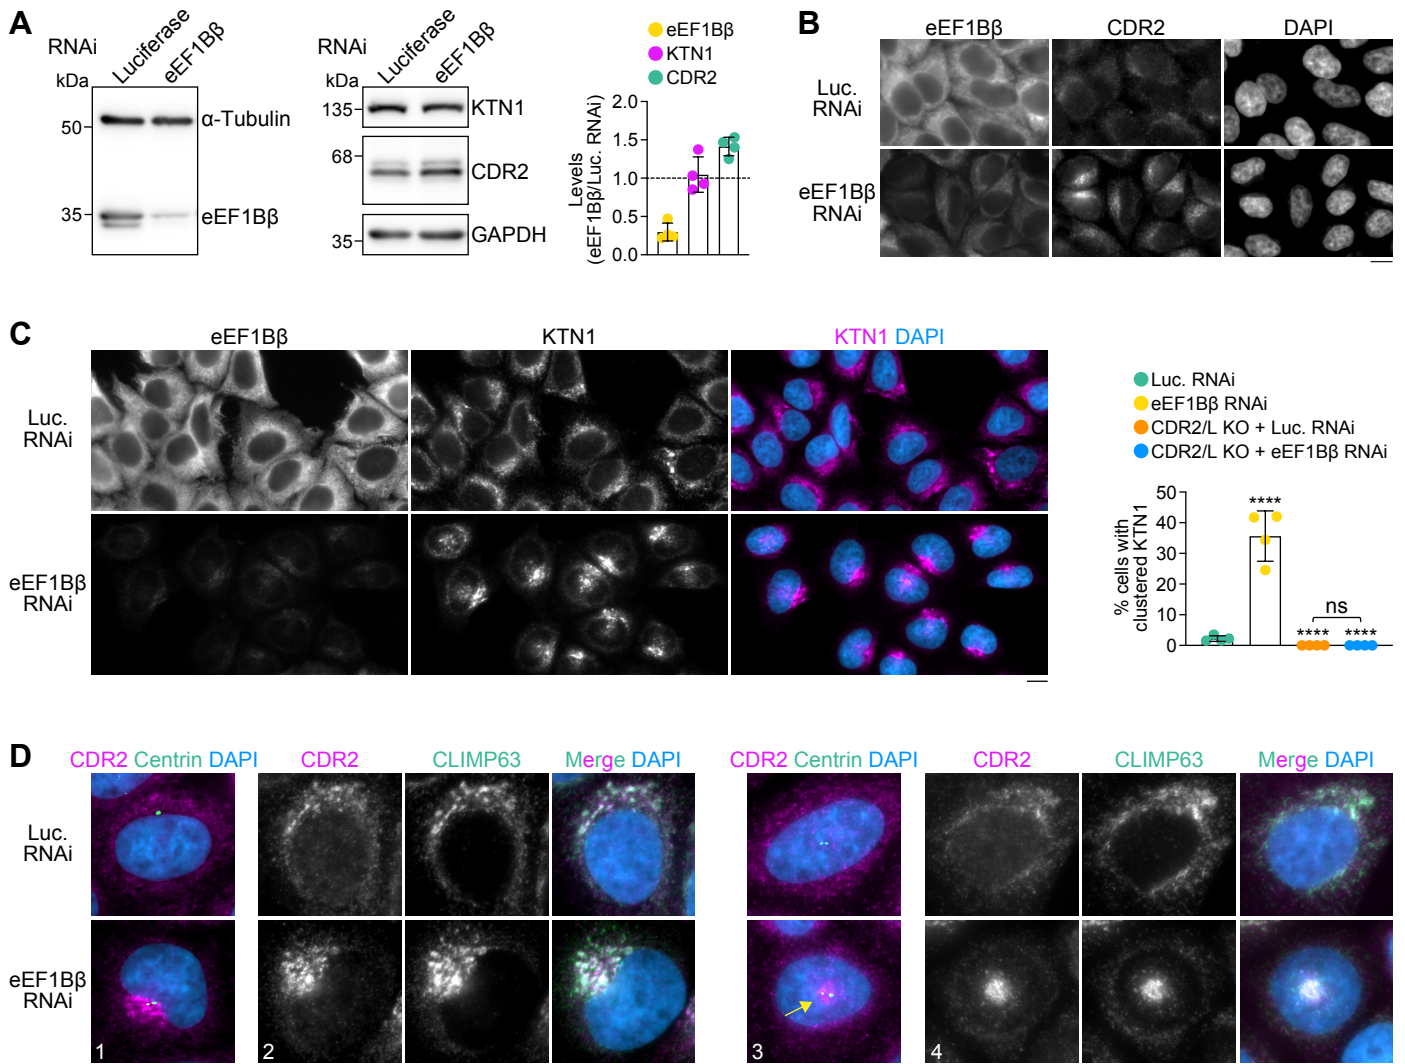 A
RNAi
Luciferase
eEF1Bβ
kDa
50
35
α-Tubulin
eEF1Bβ
RNAi
Luciferase
eEF1Bβ
kDa
135
68
35
KTN1
CDR2
GAPDH
eEF1Bβ
KTN1
CDR2
Levels
(eEF1Bβ/Luc. RNAi)
2.0
1.5
1.0
0.5
0.0
B
eEF1Bβ
CDR2
DAPI
Luc.
RNAi
eEF1Bβ
RNAi
C
eEF1Bβ
KTN1
KTN1 DAPI
Luc.
RNAi
eEF1Bβ
RNAi
Luc. RNAi
eEF1Bβ RNAi
CDR2/L KO + Luc. RNAi
CDR2/L KO + eEF1Bβ RNAi
% cells with
clustered KTN1
50
40
30
20
10
0
****
ns
****
****
D
CDR2 Centrin DAPI
CDR2
CLIMP63
Merge DAPI
CDR2 Centrin DAPI
CDR2
CLIMP63
Merge DAPI
Luc.
RNAi
eEF1Bβ
RNAi
1
2
3
4